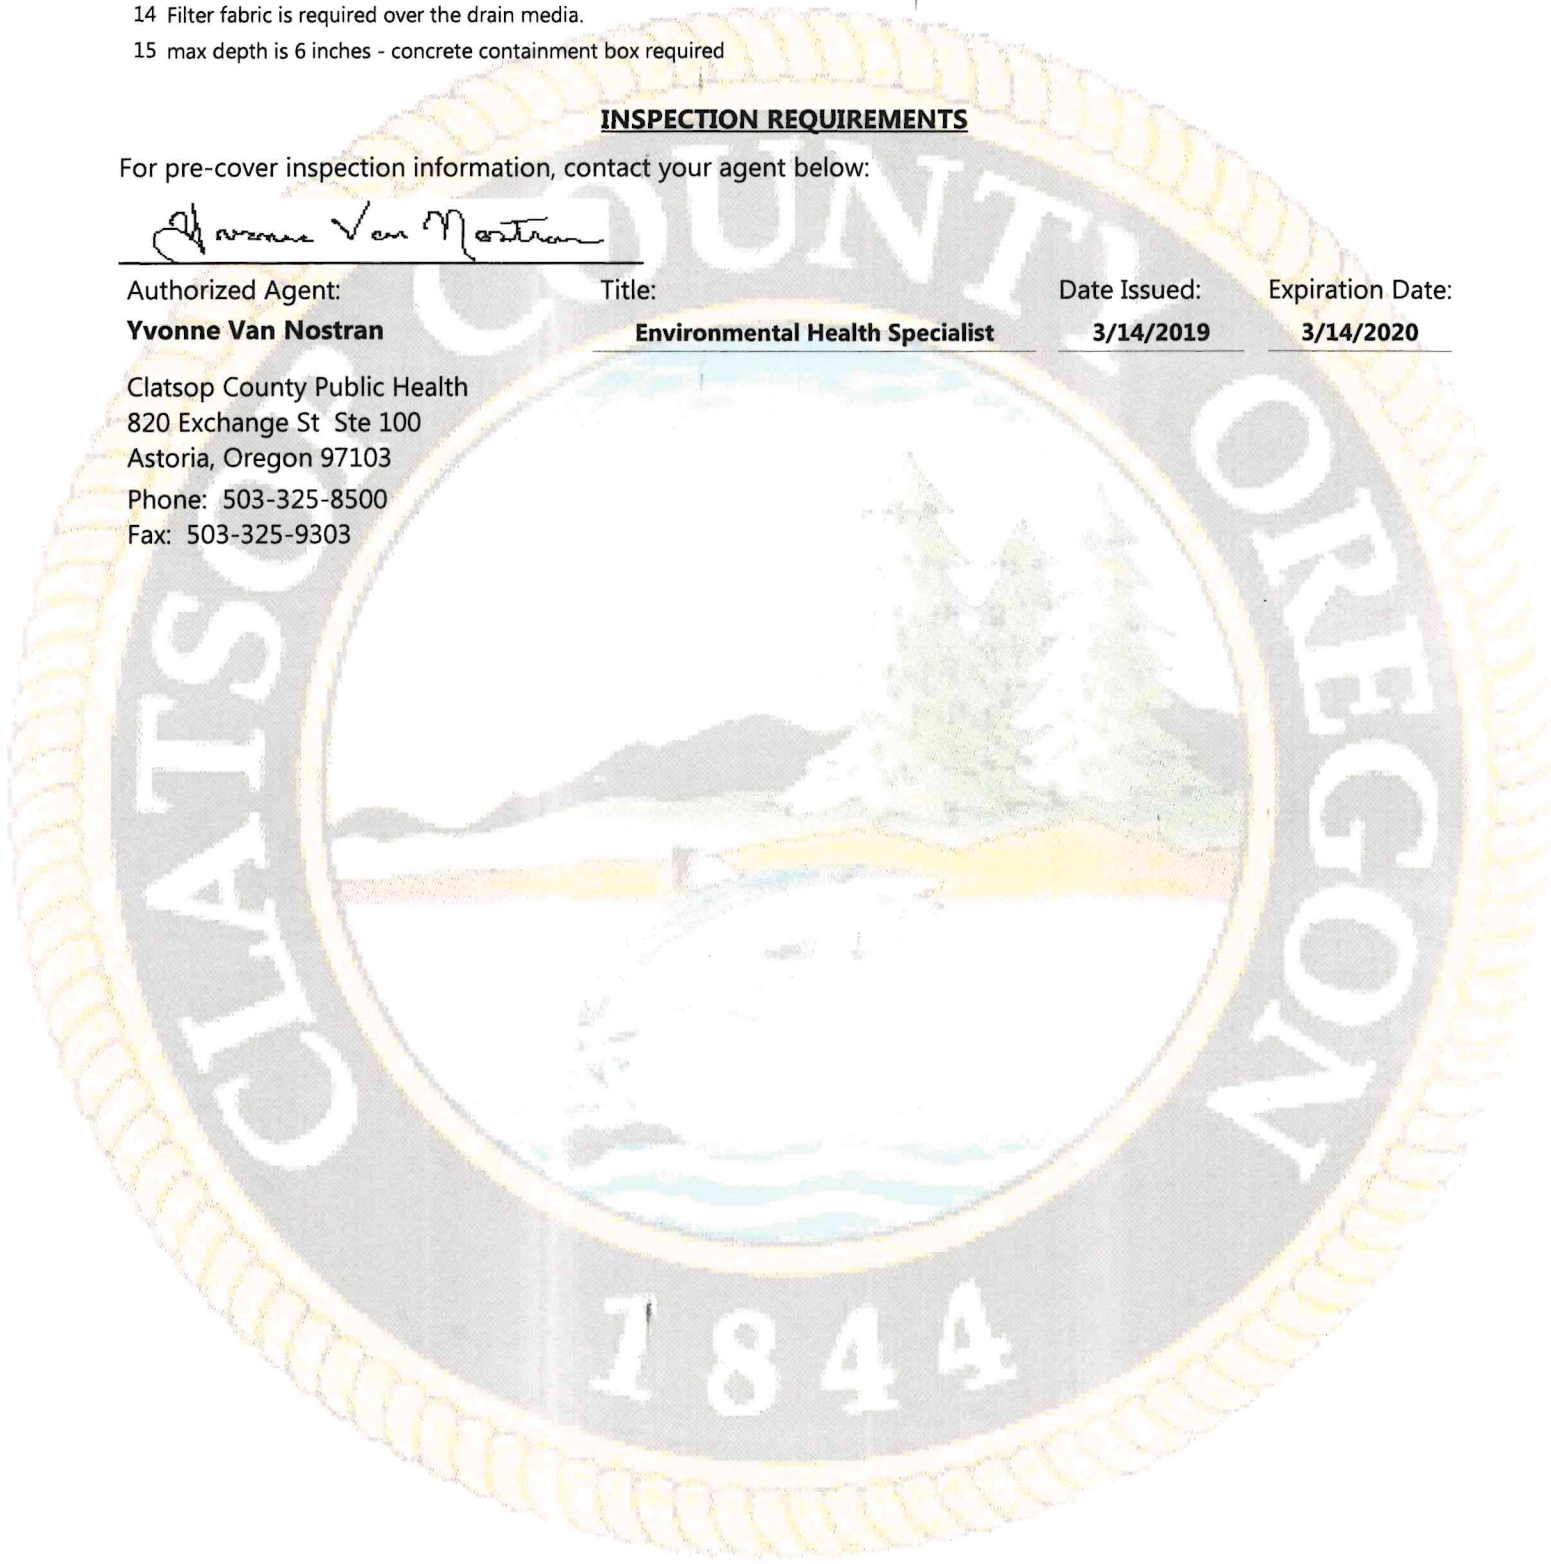 14 Filter fabric is required over the drain media.
15 max depth is 6 inches - concrete containment box required
INSPECTION REQUIREMENTS
For pre-cover inspection information, contact your agent below:
Yvonne Van Nostran
Authorized Agent: Title: Date Issued: Expiration Date:
Yvonne Van Nostran Environmental Health Specialist 3/14/2019 3/14/2020
Clatsop County Public Health
820 Exchange St Ste 100
Astoria, Oregon 97103
Phone: 503-325-8500
Fax: 503-325-9303
CLATSOP COUNTY OREGON
1844